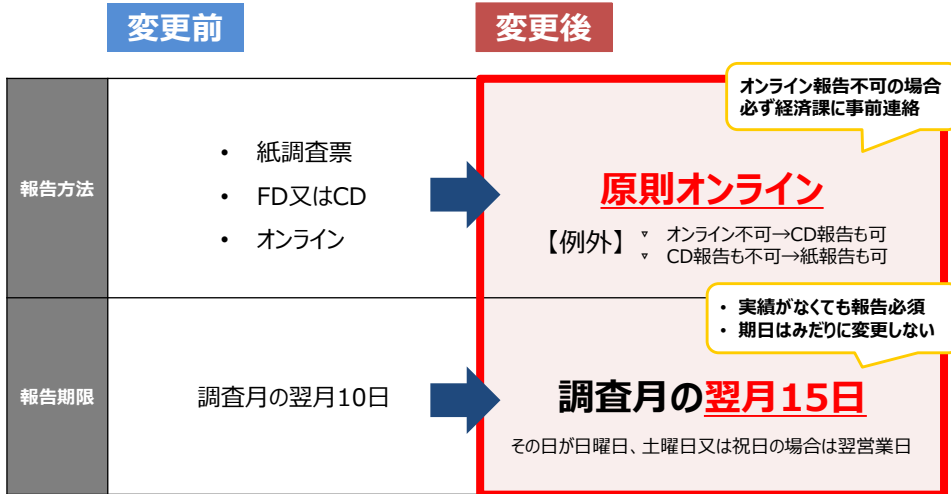 変更前
変更後
オンライン報告不可の場合
必ず経済課に事前連絡
報告方法
• 紙調査票
• FD又はCD
• オンライン
原則オンライン
【例外】
▿ オンライン不可→CD報告も可
▿ CD報告も不可→紙報告も可
• 実績がなくても報告必須
• 期日はみだりに変更しない
報告期限
調査月の翌月10日
調査月の翌月15日
その日が日曜日、土曜日又は祝日の場合は翌営業日